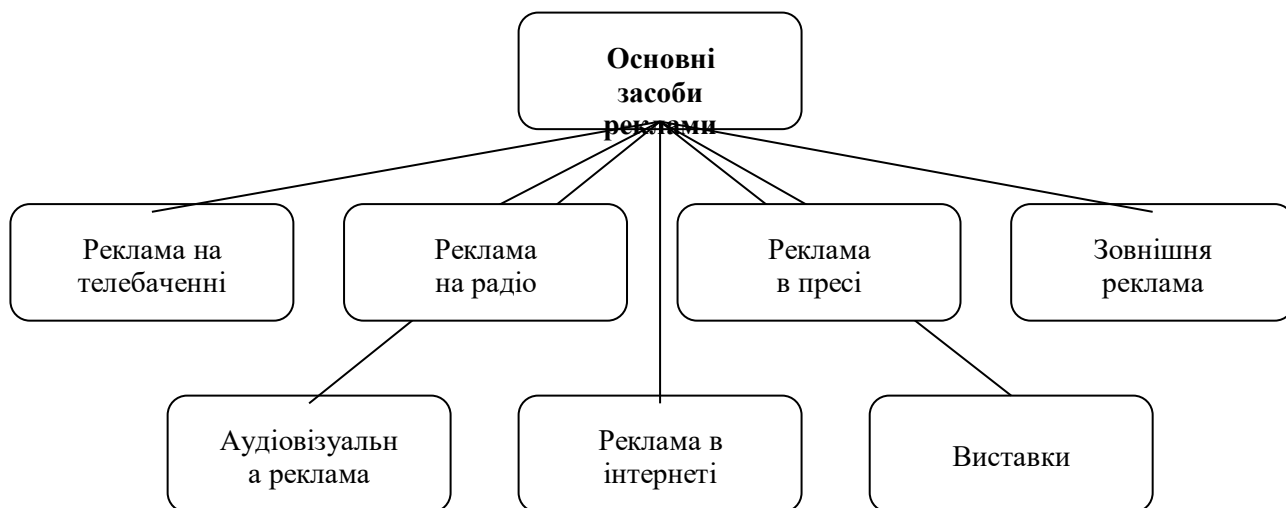 Основні
засоби
реклами
Реклама на
телебаченні
Реклама
на радіо
Реклама
в пресі
Зовнішня
реклама
Аудіовізуальн
а реклама
Реклама в
інтернеті
Виставки